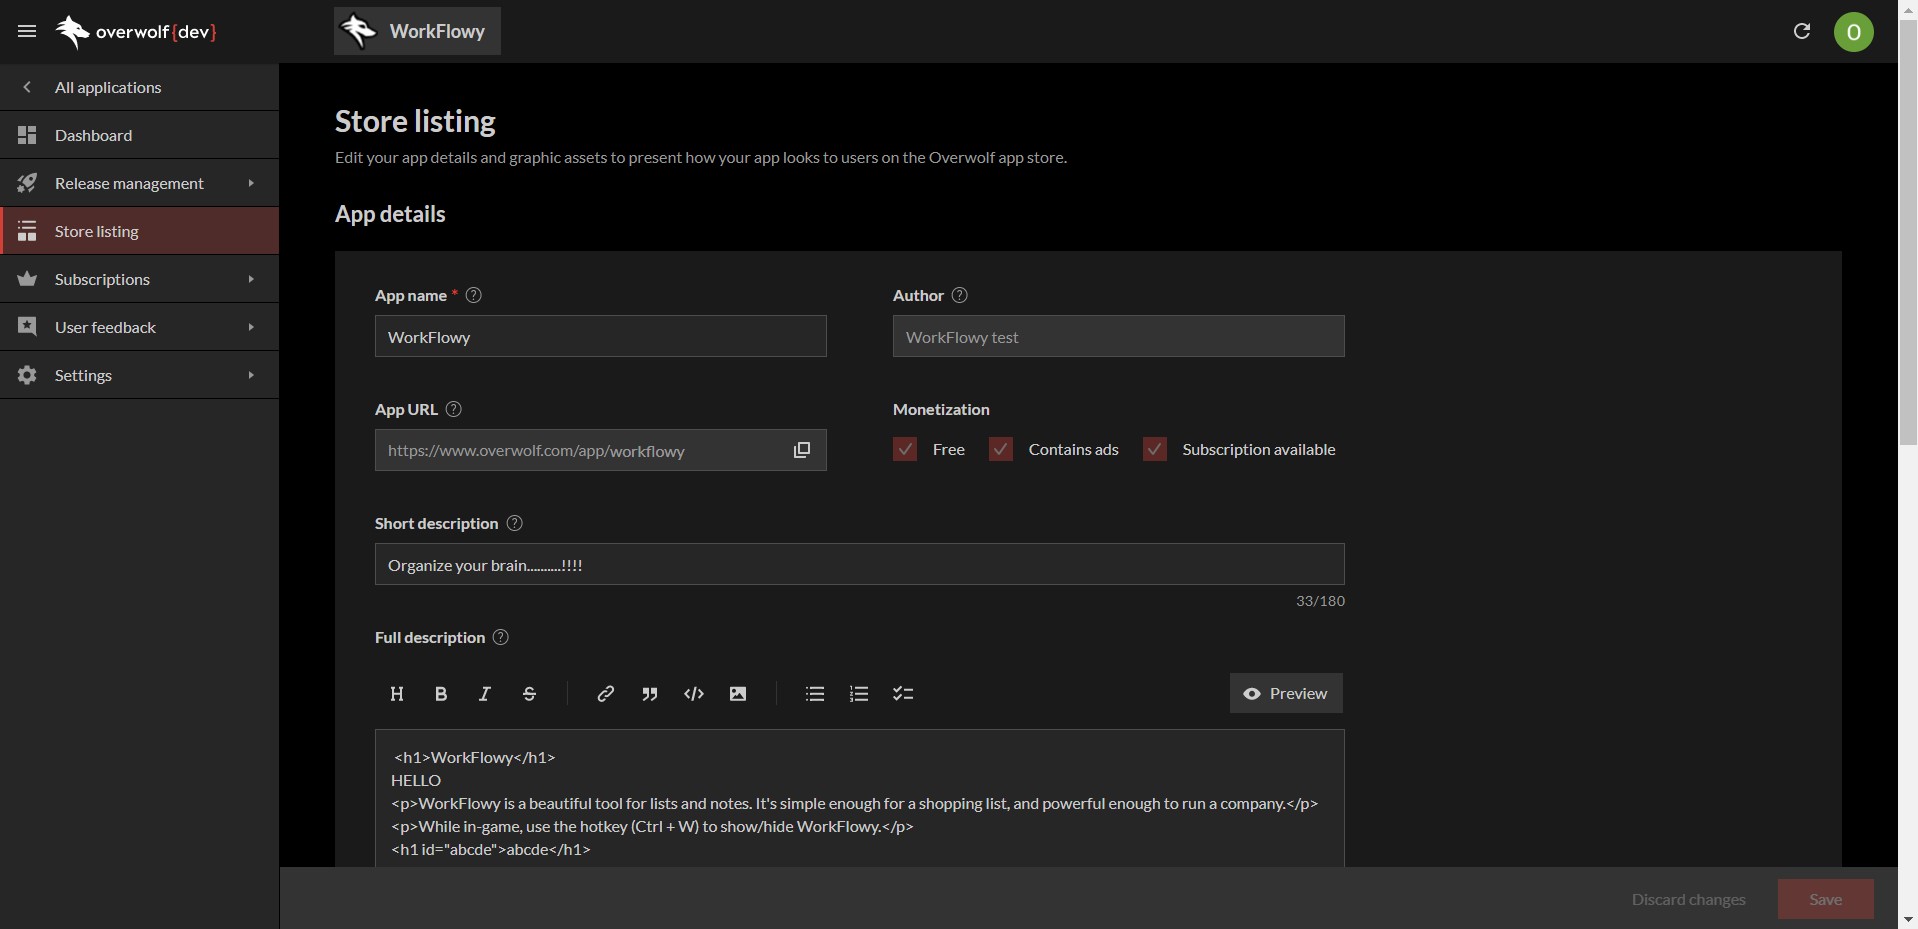 overwolf{dev}
WorkFlowy
O
All applications
Dashboard
Release management
Store listing
Subscriptions
User feedback
Settings
Store listing
Edit your app details and graphic assets to present how your app looks to users on the Overwolf app store.
App details
App name * ?
Author ?
WorkFlowy
WorkFlowy test
App URL ?
Monetization
https://www.overwolf.com/app/workflowy
Free
Contains ads
Subscription available
Short description ?
Organize your brain..........!!!!
33/180
Full description ?
H B I S
Preview
<h1>WorkFlowy</h1>
HELLO
<p>WorkFlowy is a beautiful tool for lists and notes. It's simple enough for a shopping list, and powerful enough to run a company.</p>
<p>While in-game, use the hotkey (Ctrl + W) to show/hide WorkFlowy.</p>
<h1 id="abcde">abcde</h1>
Discard changes
Save